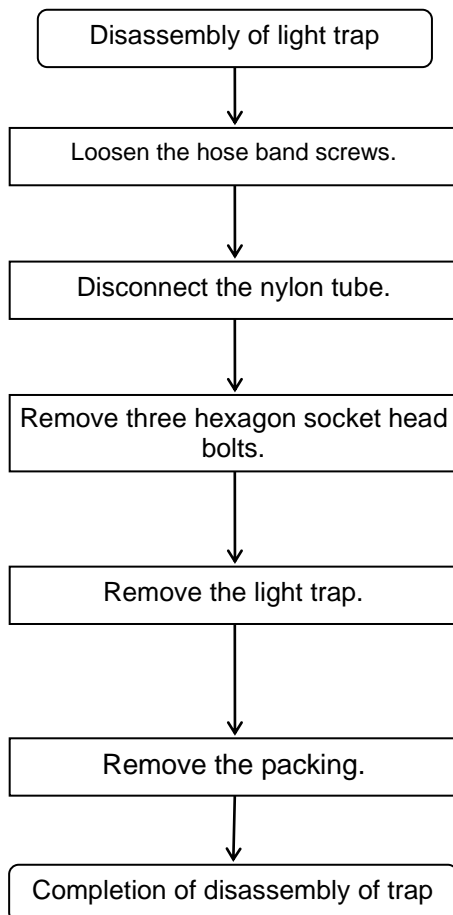 Disassembly of light trap
Loosen the hose band screws.
Disconnect the nylon tube.
Remove three hexagon socket head
bolts.
Remove the light trap.
Remove the packing.
Completion of disassembly of trap